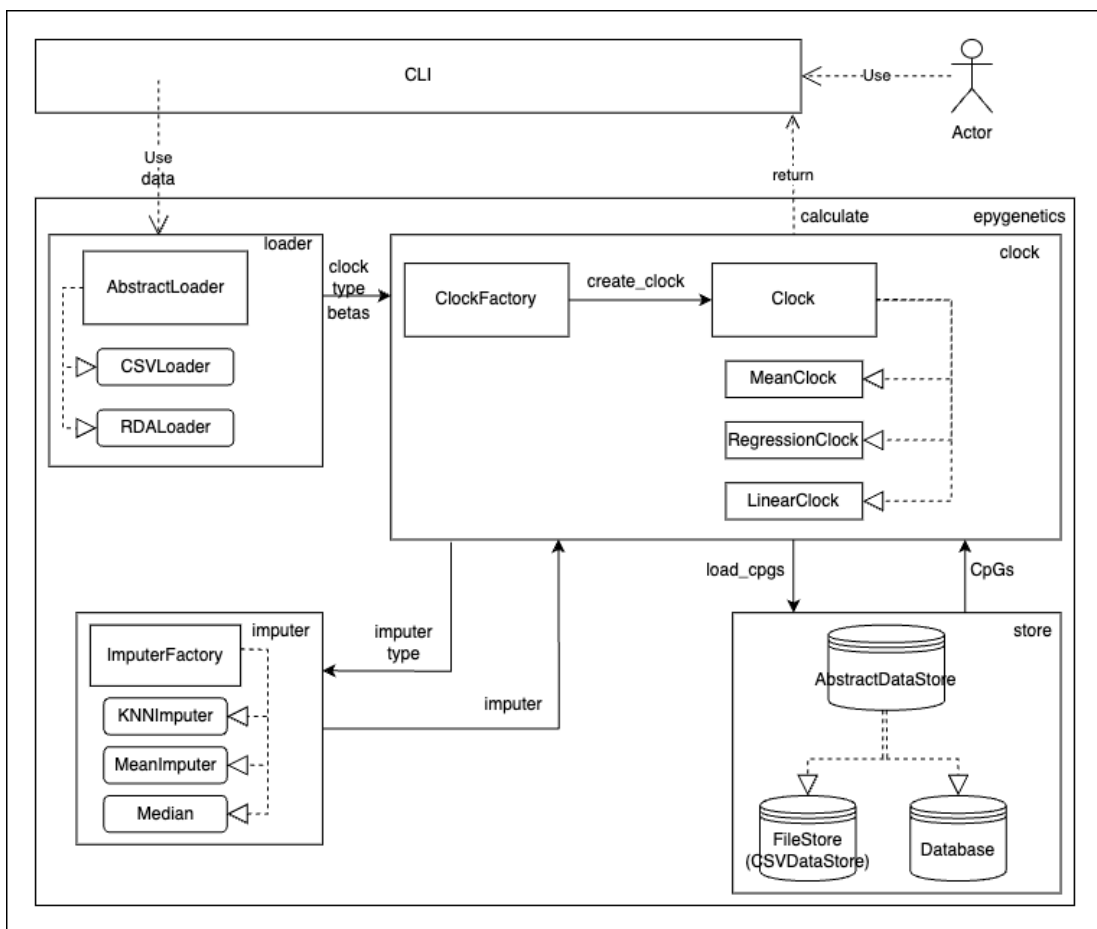 CLI
Use
Actor
Use
data
return
calculate
epygenetics
loader
clock
AbstractLoader
clock
type
betas
ClockFactory
create_clock
Clock
CSVLoader
MeanClock
RDALoader
RegressionClock
LinearClock
load_cpgs
CpGs
imputer
imputer
type
store
ImputerFactory
AbstractDataStore
KNNImputer
imputer
MeanImputer
Median
FileStore
(CSVDataStore)
Database